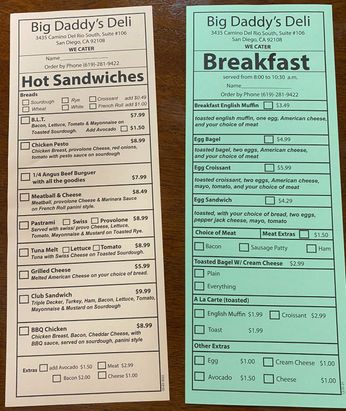 Big Daddy's Deli
3435 Camino Del Rio South, Suite #106
San Diego, CA 92108
WE CATER
Name
Order by Phone (619)-281-9422
Hot Sandwiches
Breads
Sourdough Rye Croissant add $0.49
Wheat White French Roll add $1.00
B.L.T. $7.99
Bacon, Lettuce, Tomato & Mayonnaise on
Toasted Sourdough. Add Avocado $1.50
Chicken Pesto $8.99
Chicken Breast, provolone Cheese, red onions,
tomato with pesto sauce on sourdough
1/4 Angus Beef Burguer
with all the goodies $7.99
Meatball & Cheese $8.49
Meatball, provolone Cheese & Marinara Sauce
on French Roll panini style.
Pastrami Swiss Provolone $8.99
Served with swiss/ provo Cheese, Lettuce,
Tomato, Mayonnaise & Mustard on Toasted Rye.
Tuna Melt Lettuce Tomato $8.99
Tuna with Swiss Cheese on Toasted Sourdough.
Grilled Cheese $5.99
Melted American Cheese on your choice of bread.
Club Sandwich $9.99
Triple Decker, Turkey, Ham, Bacon, Lettuce, Tomato,
Mayonnaise & Mustard on Sourdough
BBQ Chicken $8.99
Chicken Breast, Bacon, Cheddar Cheese, with
BBQ sauce, served on sourdough, panini style
Extras add Avocado $1.50 Meat $2.99
Bacon $2.00 Cheese $1.00
Big Daddy's Deli
3435 Camino Del Rio South, Suite #106
San Diego, CA 92108
WE CATER
Breakfast
served from 8:00 to 10:30 a.m.
Name
Order by Phone (619)-281-9422
Breakfast English Muffin $3.49
toasted english muffin, one egg, American cheese,
and your choice of meat
Egg Bagel $4.99
toasted bagel, two eggs, American cheese,
and your choice of meat
Egg Croissant $5.99
toasted croissant, two eggs, American cheese,
mayo, tomato, and your choice of meat
Egg Sandwich $4.29
toasted, with your choice of bread, two eggs,
pepper jack cheese, mayo, tomato
Choice of Meat Meat Extras $1.50
Bacon Sausage Patty Ham
Toasted Bagel W/ Cream Cheese $2.99
Plain
Everything
A La Carte (toasted)
English Muffin $1.99 Croissant $2.99
Toast $1.99
Other Extras
Egg $1.00 Cream Cheese $1.00
Avocado $1.50 Cheese $1.00